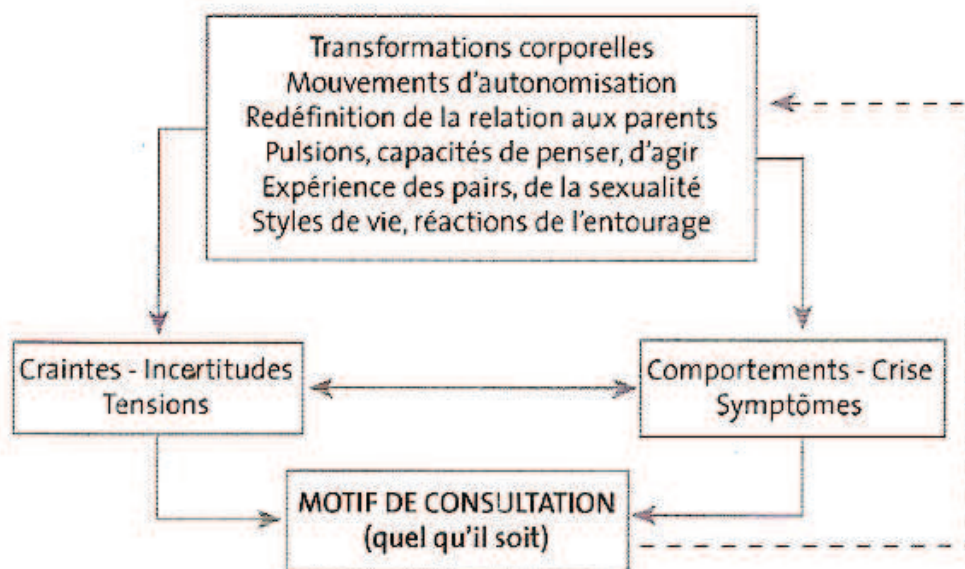 Transformations corporelles
Mouvements d'autonomisation
Redéfinition de la relation aux parents
Pulsions, capacités de penser, d'agir
Expérience des pairs, de la sexualité
Styles de vie, réactions de l'entourage
Craintes - Incertitudes
Tensions
Comportements - Crise
Symptômes
MOTIF DE CONSULTATION
(quel qu'il soit)